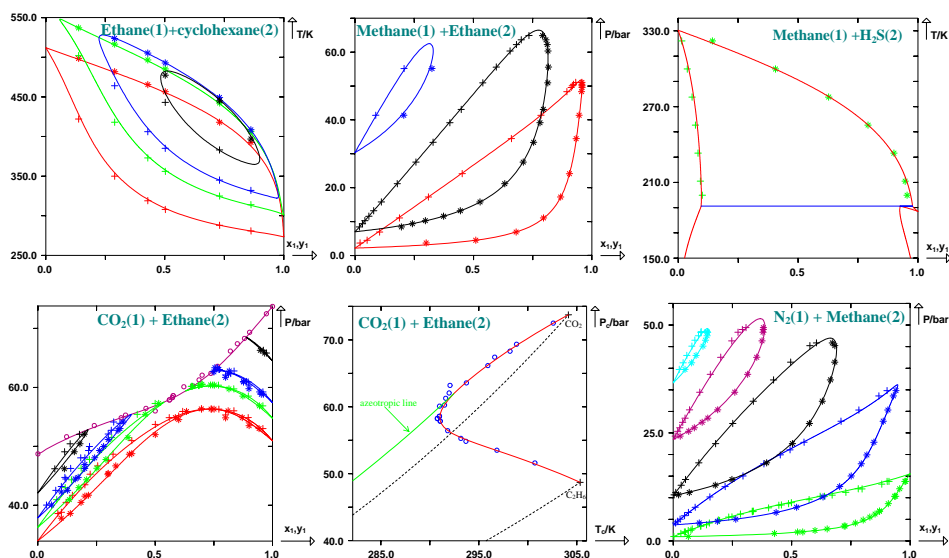 Ethane(1)+cyclohexane(2)
T/K
550.0
450.0
350.0
250.0
0.0
0.5
1.0
x₁,y₁
Methane(1) +Ethane(2)
P/bar
60.0
40.0
20.0
0.0
0.0
0.5
1.0
x₁,y₁
Methane(1) +H₂S(2)
T/K
330.0
270.0
210.0
150.0
0.0
0.5
1.0
x₁,y₁
CO₂(1) + Ethane(2)
P/bar
60.0
40.0
0.0
0.5
1.0
x₁,y₁
CO₂(1) + Ethane(2)
P꜀/bar
CO₂
azeotropic line
C₂H₆
70.0
60.0
50.0
40.0
285.0
295.0
305.0
T꜀/K
N₂(1) + Methane(2)
P/bar
50.0
25.0
0.0
0.0
0.5
1.0
x₁,y₁